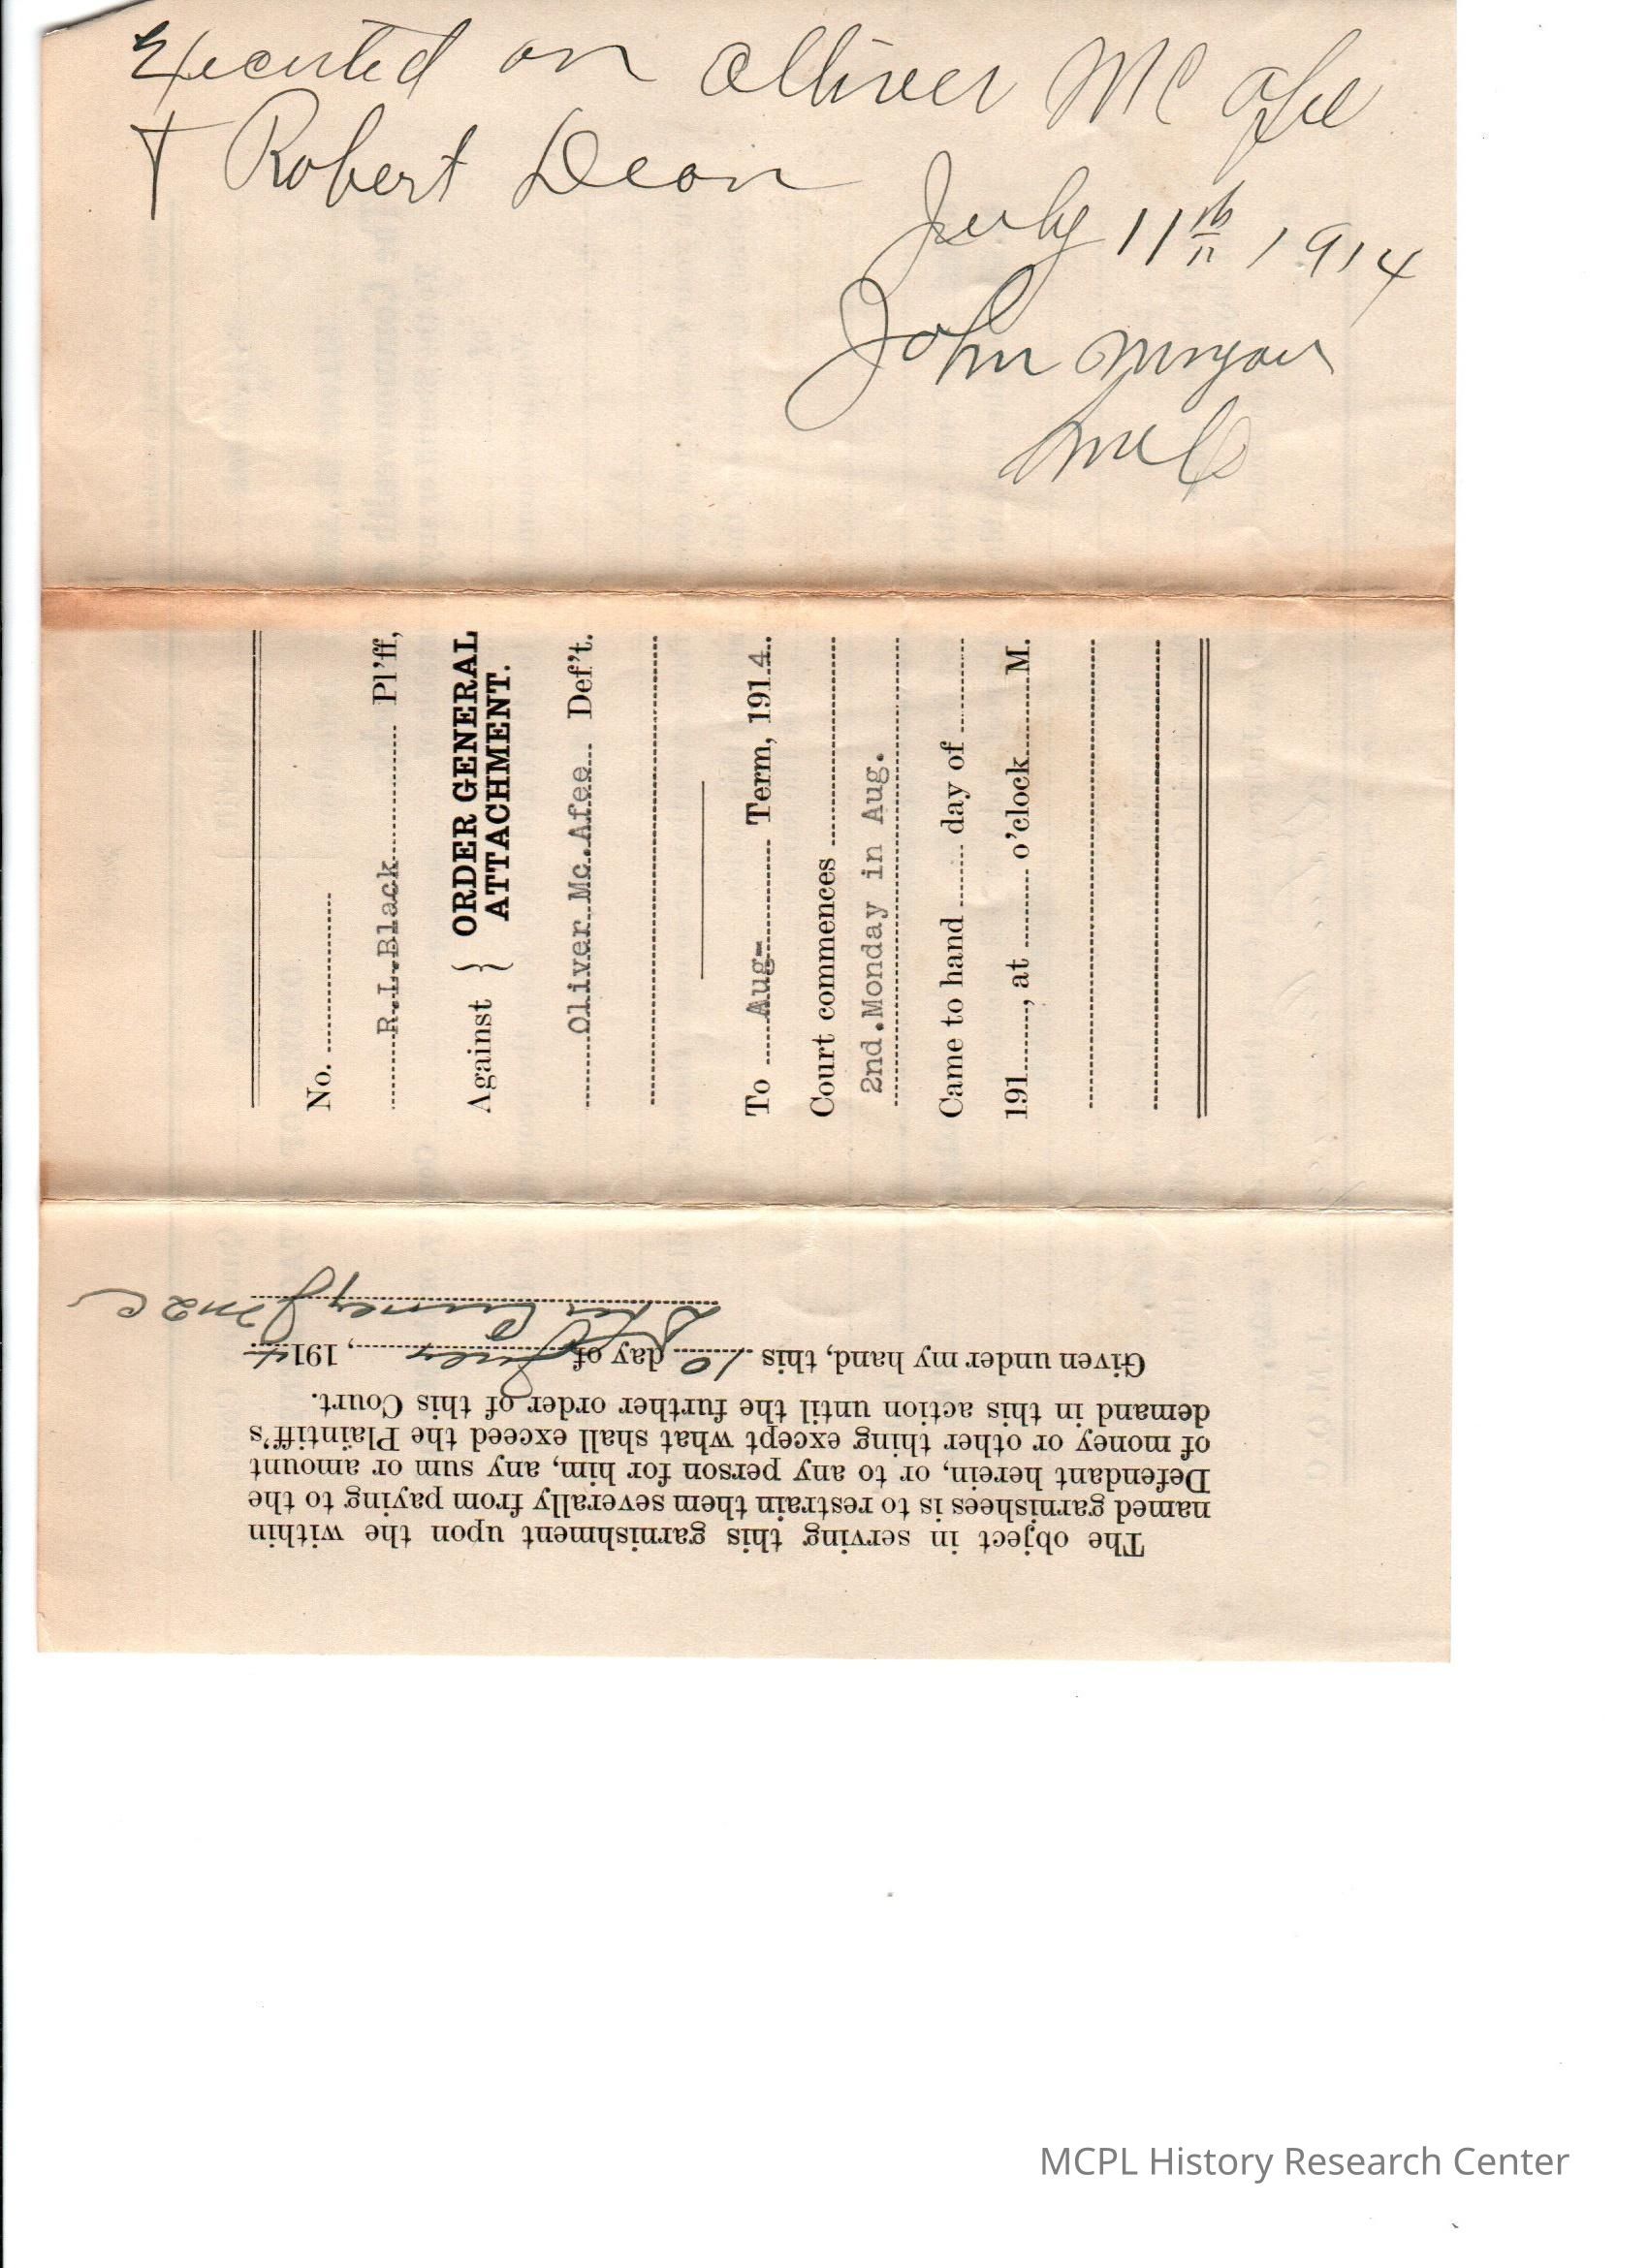 Executed on Olliver Mc afee
+ Robert Dean
July 11th 1914
John Morgan
No.
R.L.Black Pl'ff,
Against } ORDER GENERAL
ATTACHMENT.
Oliver Mc.Afee Def't.
To Aug- Term, 1914.
Court commences
2nd.Monday in Aug.
Came to hand day of
191 , at o'clock M.
The object in serving this garnishment upon the within
named garnishees is to restrain them severally from paying to the
Defendant herein, or to any person for him, any sum or amount
of money or other thing except what shall exceed the Plaintiff's
demand in this action until the further order of this Court.
Given under my hand, this 10 day of July , 1914
MCPL History Research Center